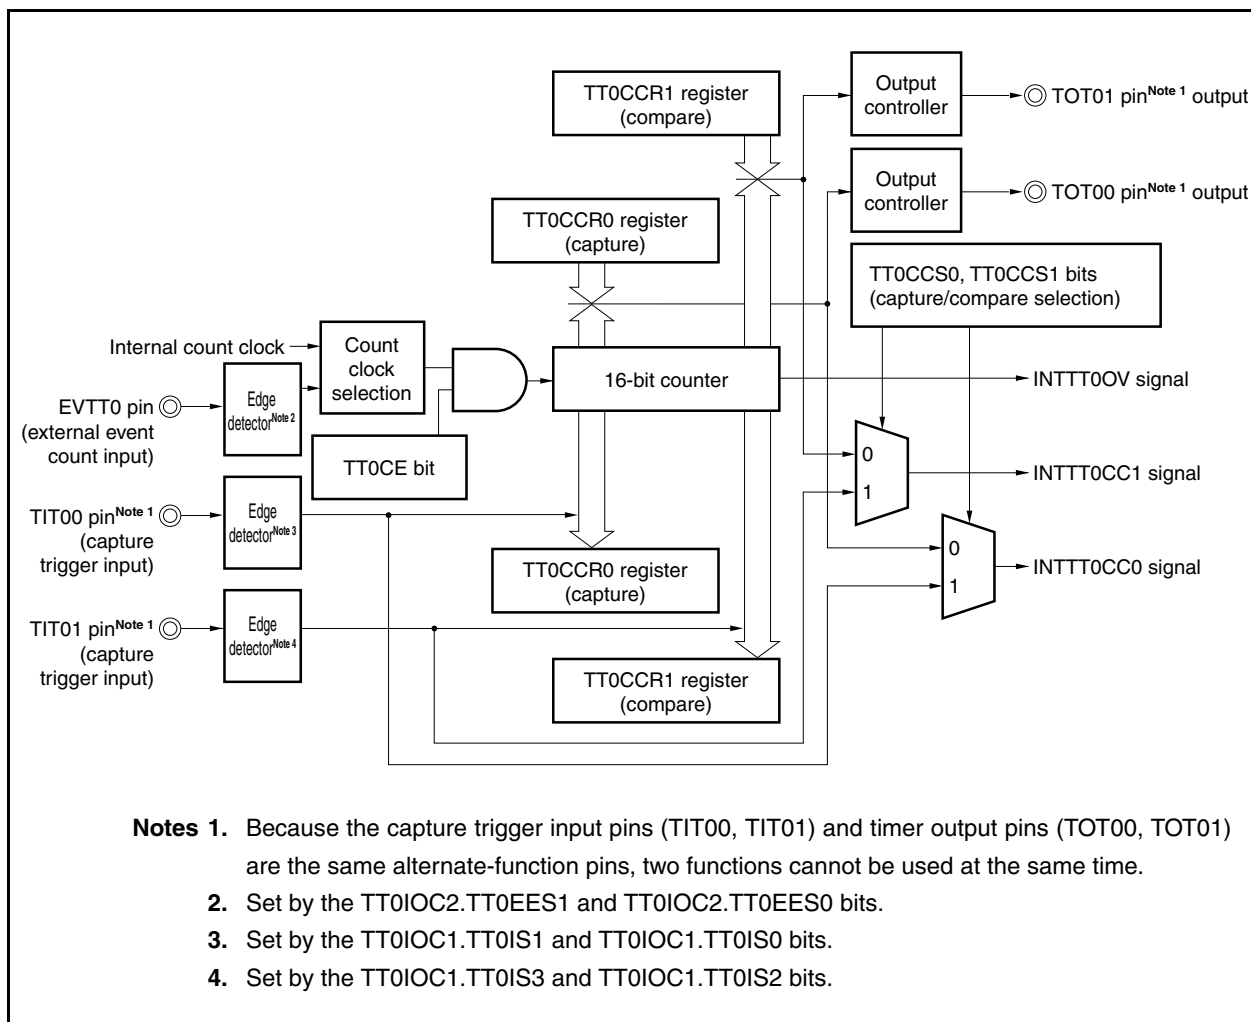 TT0CCR1 register
(compare)
Output
controller
TOT01 pinNote 1 output
Output
controller
TOT00 pinNote 1 output
TT0CCR0 register
(capture)
TT0CCS0, TT0CCS1 bits
(capture/compare selection)
Internal count clock
Count
clock
selection
16-bit counter
INTTT0OV signal
EVTT0 pin
(external event
count input)
Edge
detectorNote 2
TT0CE bit
0
1
INTTT0CC1 signal
TIT00 pinNote 1
(capture
trigger input)
Edge
detectorNote 3
TT0CCR0 register
(capture)
0
1
INTTT0CC0 signal
TIT01 pinNote 1
(capture
trigger input)
Edge
detectorNote 4
TT0CCR1 register
(compare)
Notes 1. Because the capture trigger input pins (TIT00, TIT01) and timer output pins (TOT00, TOT01)
are the same alternate-function pins, two functions cannot be used at the same time.
2. Set by the TT0IOC2.TT0EES1 and TT0IOC2.TT0EES0 bits.
3. Set by the TT0IOC1.TT0IS1 and TT0IOC1.TT0IS0 bits.
4. Set by the TT0IOC1.TT0IS3 and TT0IOC1.TT0IS2 bits.